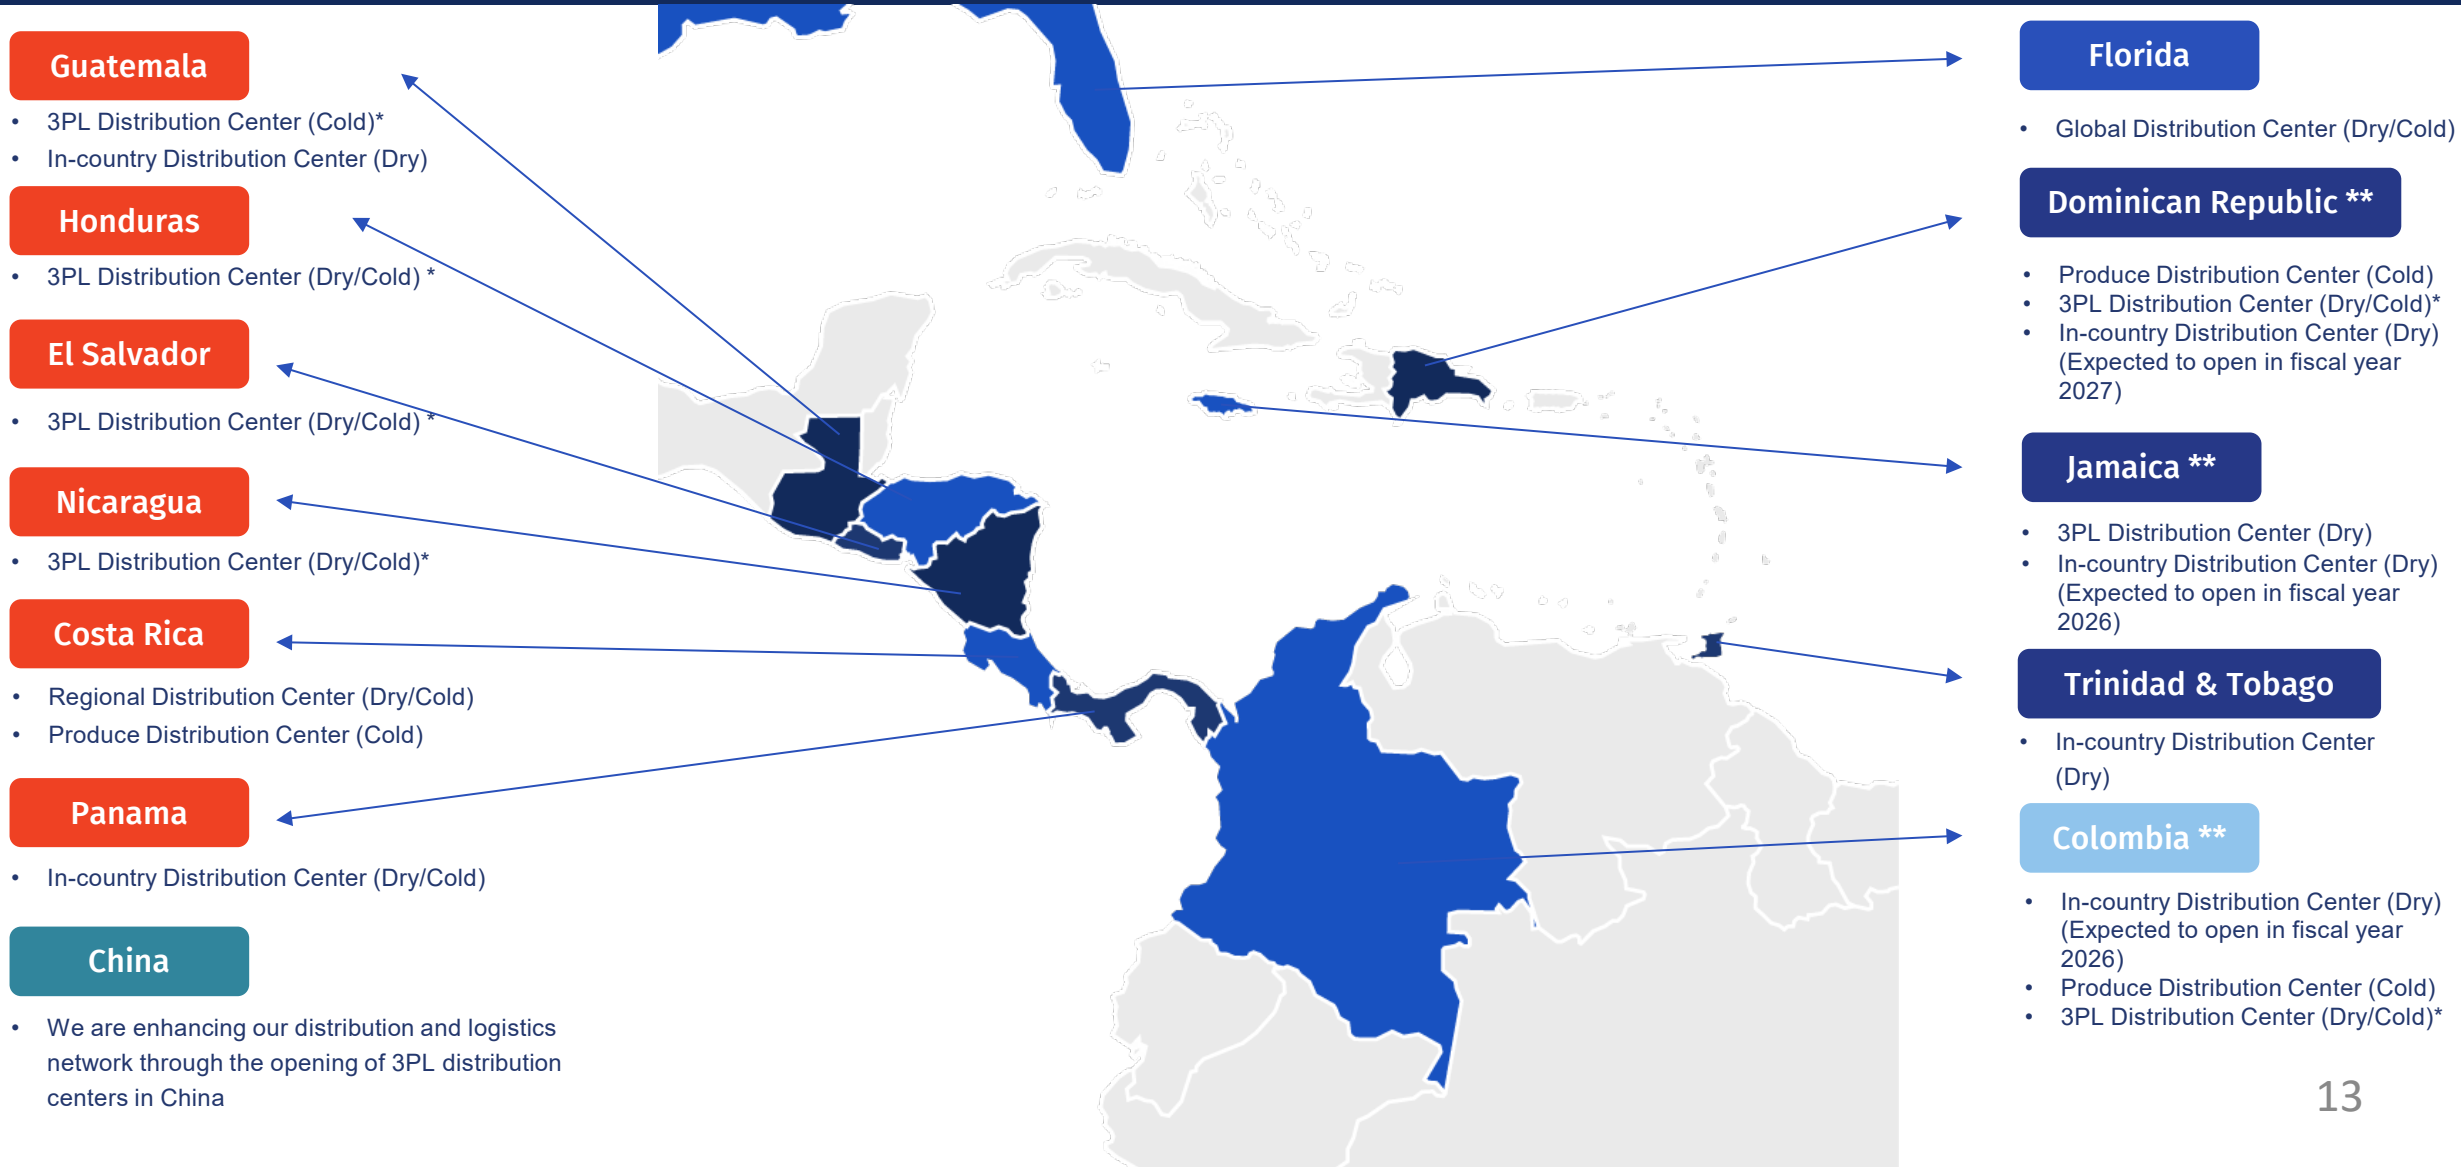 Guatemala
• 3PL Distribution Center (Cold)*
• In-country Distribution Center (Dry)
Honduras
• 3PL Distribution Center (Dry/Cold) *
El Salvador
• 3PL Distribution Center (Dry/Cold) *
Nicaragua
• 3PL Distribution Center (Dry/Cold)*
Costa Rica
• Regional Distribution Center (Dry/Cold)
• Produce Distribution Center (Cold)
Panama
• In-country Distribution Center (Dry/Cold)
China
• We are enhancing our distribution and logistics
network through the opening of 3PL distribution
centers in China
Florida
• Global Distribution Center (Dry/Cold)
Dominican Republic **
• Produce Distribution Center (Cold)
• 3PL Distribution Center (Dry/Cold)*
• In-country Distribution Center (Dry)
(Expected to open in fiscal year
2027)
Jamaica **
• 3PL Distribution Center (Dry)
• In-country Distribution Center (Dry)
(Expected to open in fiscal year
2026)
Trinidad & Tobago
• In-country Distribution Center
(Dry)
Colombia **
• In-country Distribution Center (Dry)
(Expected to open in fiscal year
2026)
• Produce Distribution Center (Cold)
• 3PL Distribution Center (Dry/Cold)*
13